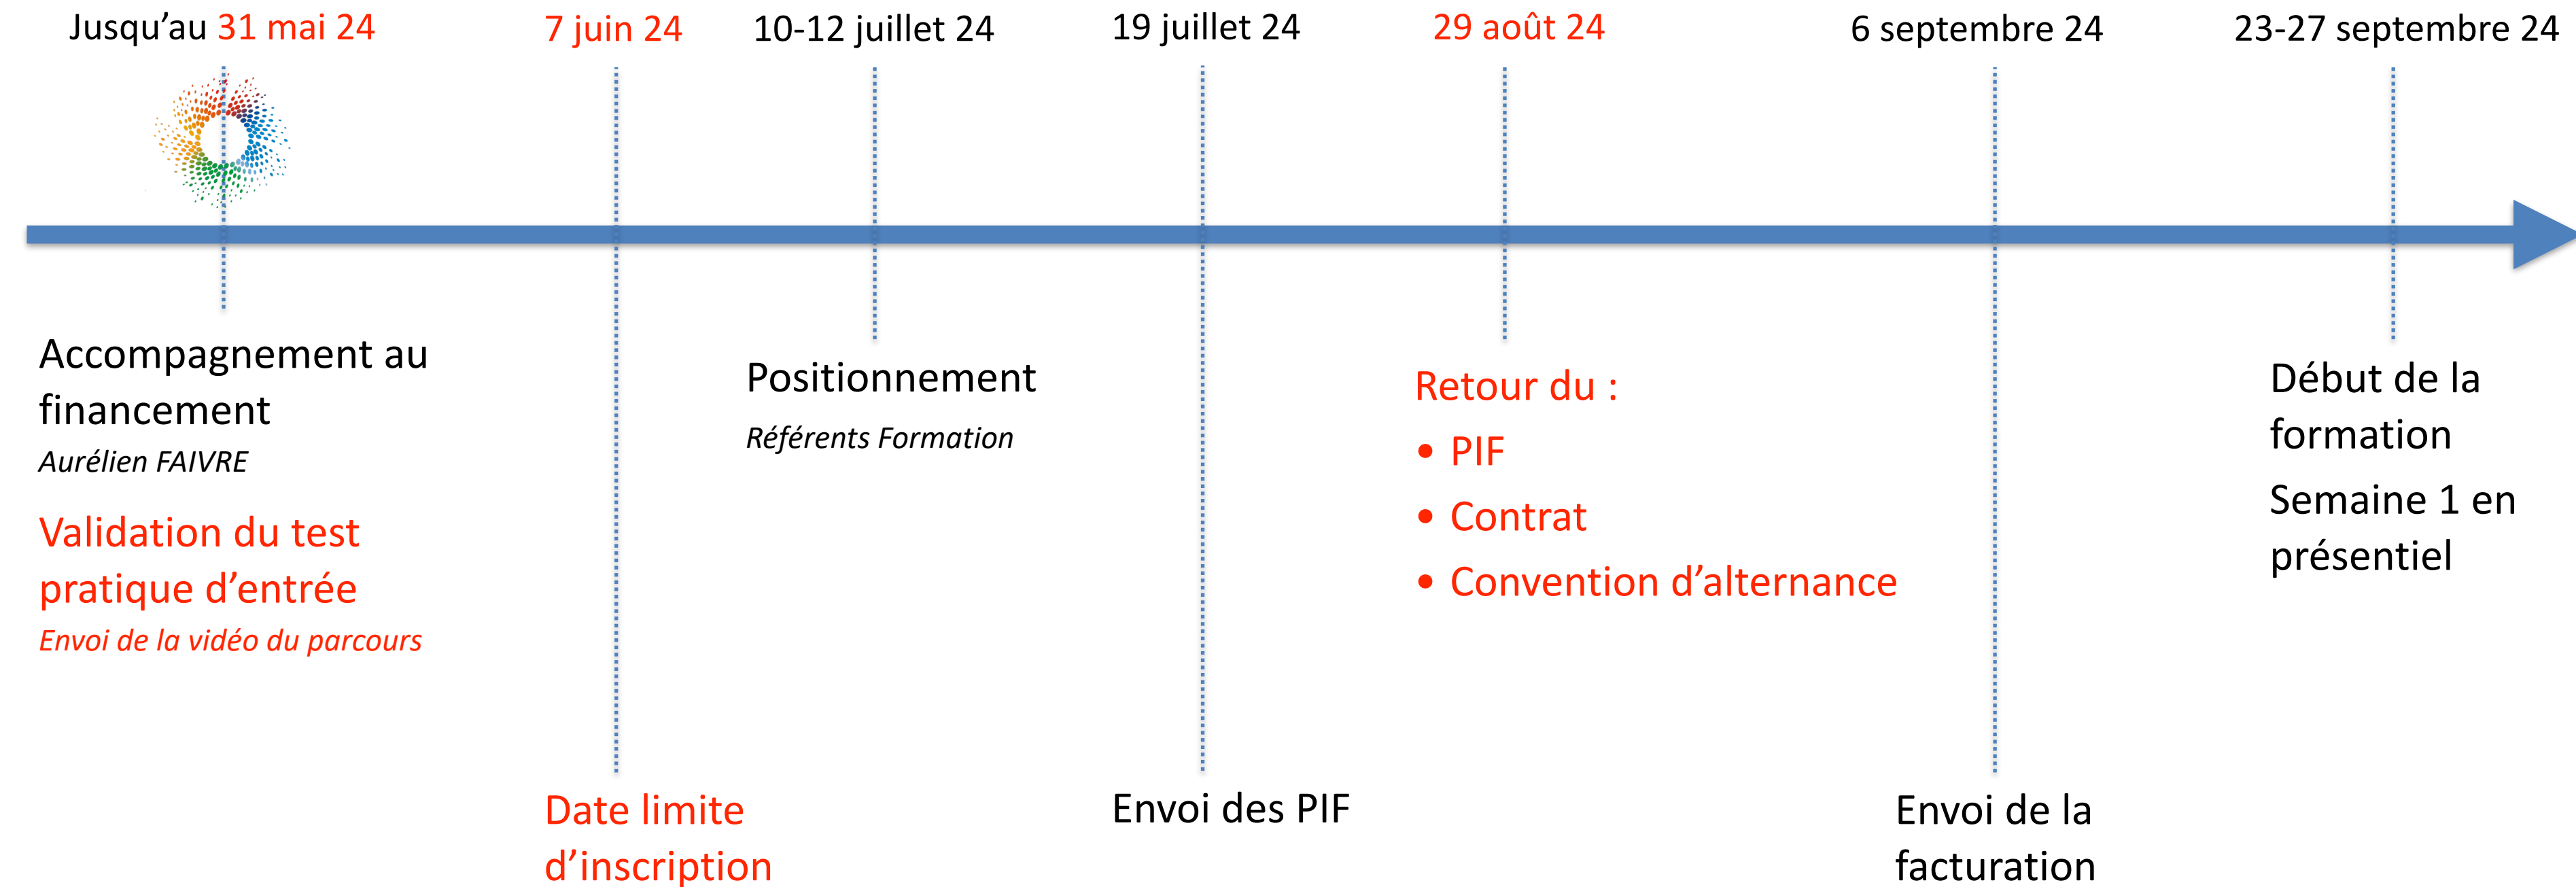 Jusqu’au 31 mai 24
7 juin 24
10-12 juillet 24
19 juillet 24
29 août 24
6 septembre 24
23-27 septembre 24
Accompagnement au
financement
Aurélien FAIVRE
Validation du test
pratique d’entrée
Envoi de la vidéo du parcours
Date limite
d’inscription
Positionnement
Référents Formation
Envoi des PIF
Retour du :
• PIF
• Contrat
• Convention d’alternance
Envoi de la
facturation
Début de la
formation
Semaine 1 en
présentiel